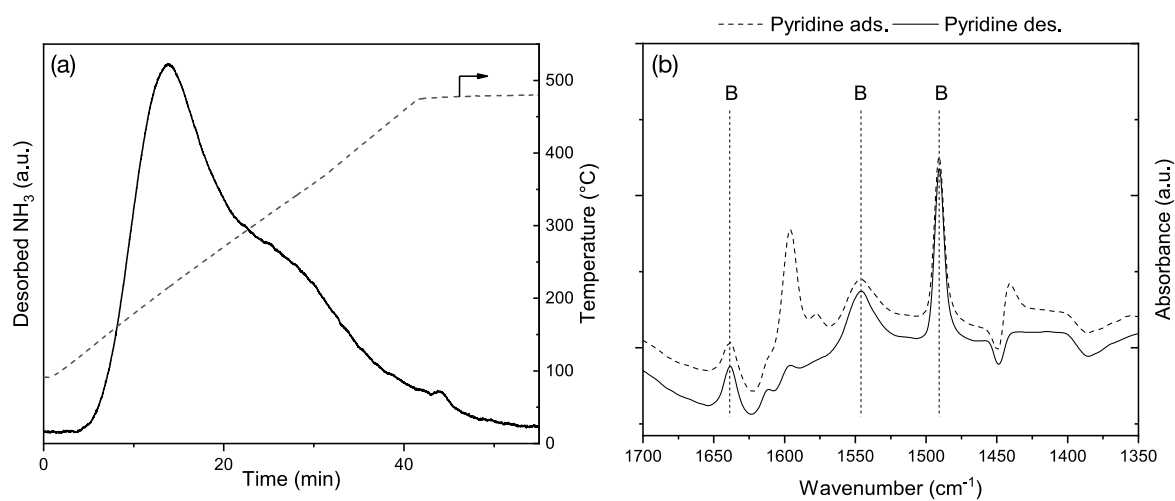 Pyridine ads. Pyridine des.
(a)
Desorbed NH3 (a.u.)
500
400
300
200
100
0
Temperature (°C)
0 20 40
Time (min)
(b)
B B B
Absorbance (a.u.)
1700 1650 1600 1550 1500 1450 1400 1350
Wavenumber (cm-1)